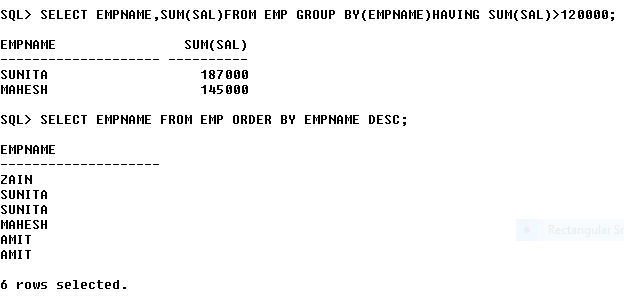 SQL> SELECT EMPNAME,SUM(SAL)FROM EMP GROUP BY(EMPNAME)HAVING SUM(SAL)>120000;
EMPNAME SUM(SAL)
-------------------- ----------
SUNITA 187000
MAHESH 145000
SQL> SELECT EMPNAME FROM EMP ORDER BY EMPNAME DESC;
EMPNAME
--------------------
ZAIN
SUNITA
SUNITA
MAHESH
AMIT
AMIT
Rectangular Sn
6 rows selected.